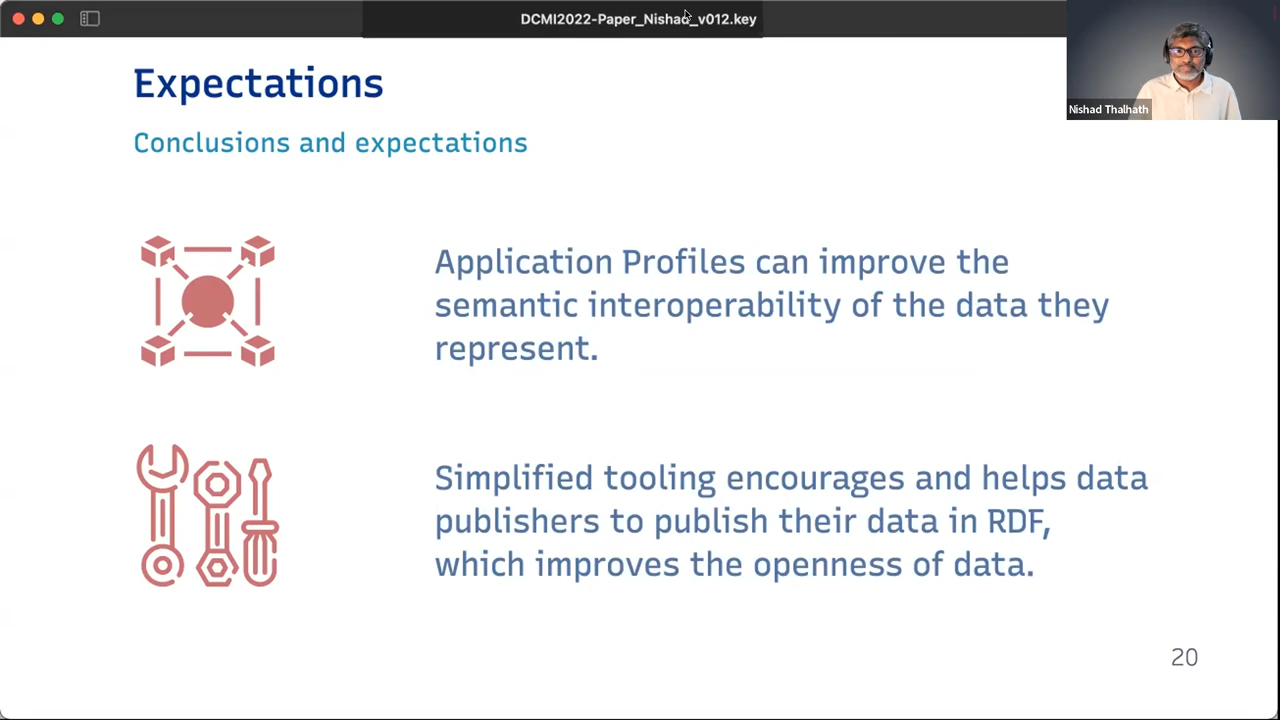 DCMI2022-Paper_Nishad_v012.key
Nishad Thalhath
Expectations
Conclusions and expectations
Application Profiles can improve the
semantic interoperability of the data they
represent.
Simplified tooling encourages and helps data
publishers to publish their data in RDF,
which improves the openness of data.
20